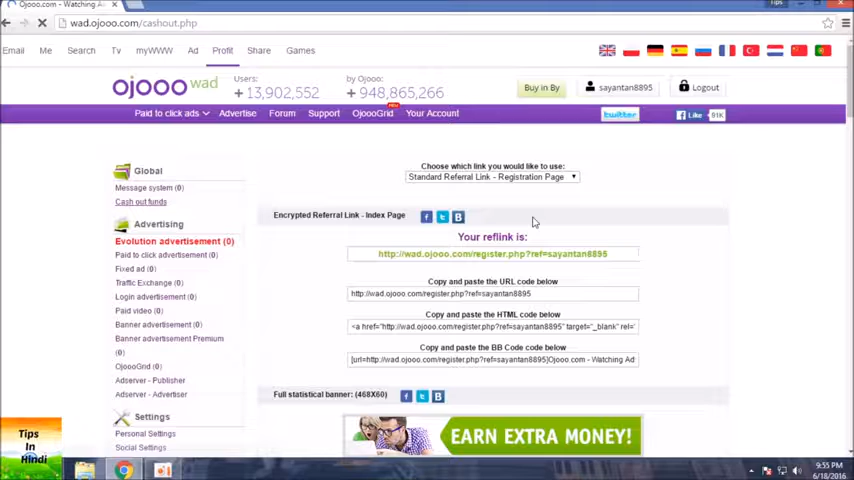 Ojooo.com - Watching A
Tips
wad.ojooo.com/cashout.php
Email Me Search Tv myWWW Ad Profit Share Games
ojooo wad
Users:
+ 13,902,552
by Ojooo:
+ 948,865,266
Buy in By
sayantan8895
Logout
Paid to click ads Advertise Forum Support OjoooGrid Your Account
twitter
Like 91K
Global
Message system (0)
Cash out funds
Advertising
Evolution advertisement (0)
Paid to click advertisement (0)
Fixed ad (0)
Traffic Exchange (0)
Login advertisement (0)
Paid video (0)
Banner advertisement (0)
Banner advertisement Premium
(0)
OjoooGrid (0)
Adserver - Publisher
Adserver - Advertiser
Settings
Personal Settings
Social Settings
Choose which link you would like to use:
Standard Referral Link - Registration Page
Encrypted Referral Link - Index Page
Your reflink is:
http://wad.ojooo.com/register.php?ref=sayantan8895
Copy and paste the URL code below
http://wad.ojooo.com/register.php?ref=sayantan8895
Copy and paste the HTML code below
<a href="http://wad.ojooo.com/register.php?ref=sayantan8895" target="_blank" rel='
Copy and paste the BB Code code below
[url=http://wad.ojooo.com/register.php?ref=sayantan8895]Ojooo.com - Watching Ad
Full statistical banner: (468X60)
EARN EXTRA MONEY!
Tips
In
Hindi
9:55 PM
6/18/2016